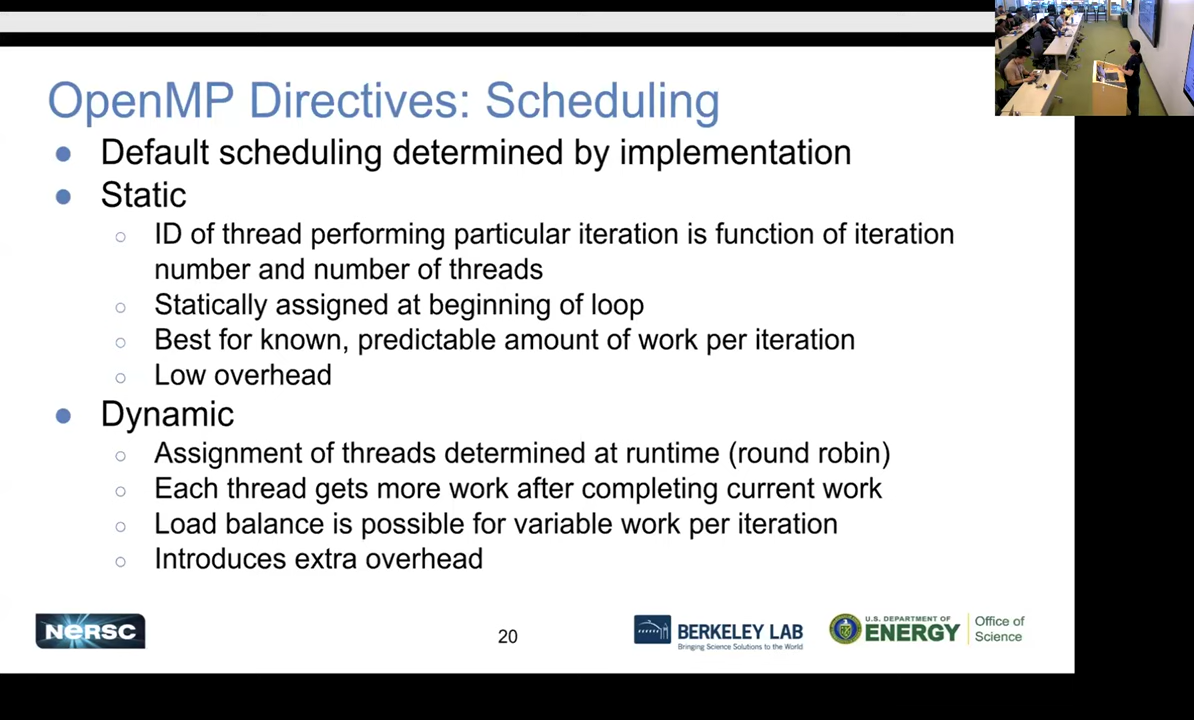 OpenMP Directives: Scheduling
Default scheduling determined by implementation
Static
ID of thread performing particular iteration is function of iteration
number and number of threads
Statically assigned at beginning of loop
Best for known, predictable amount of work per iteration
Low overhead
Dynamic
Assignment of threads determined at runtime (round robin)
Each thread gets more work after completing current work
Load balance is possible for variable work per iteration
Introduces extra overhead
NERSC
20
BERKELEY LAB
Bringing Science Solutions to the World
U.S. DEPARTMENT OF
ENERGY
Office of
Science